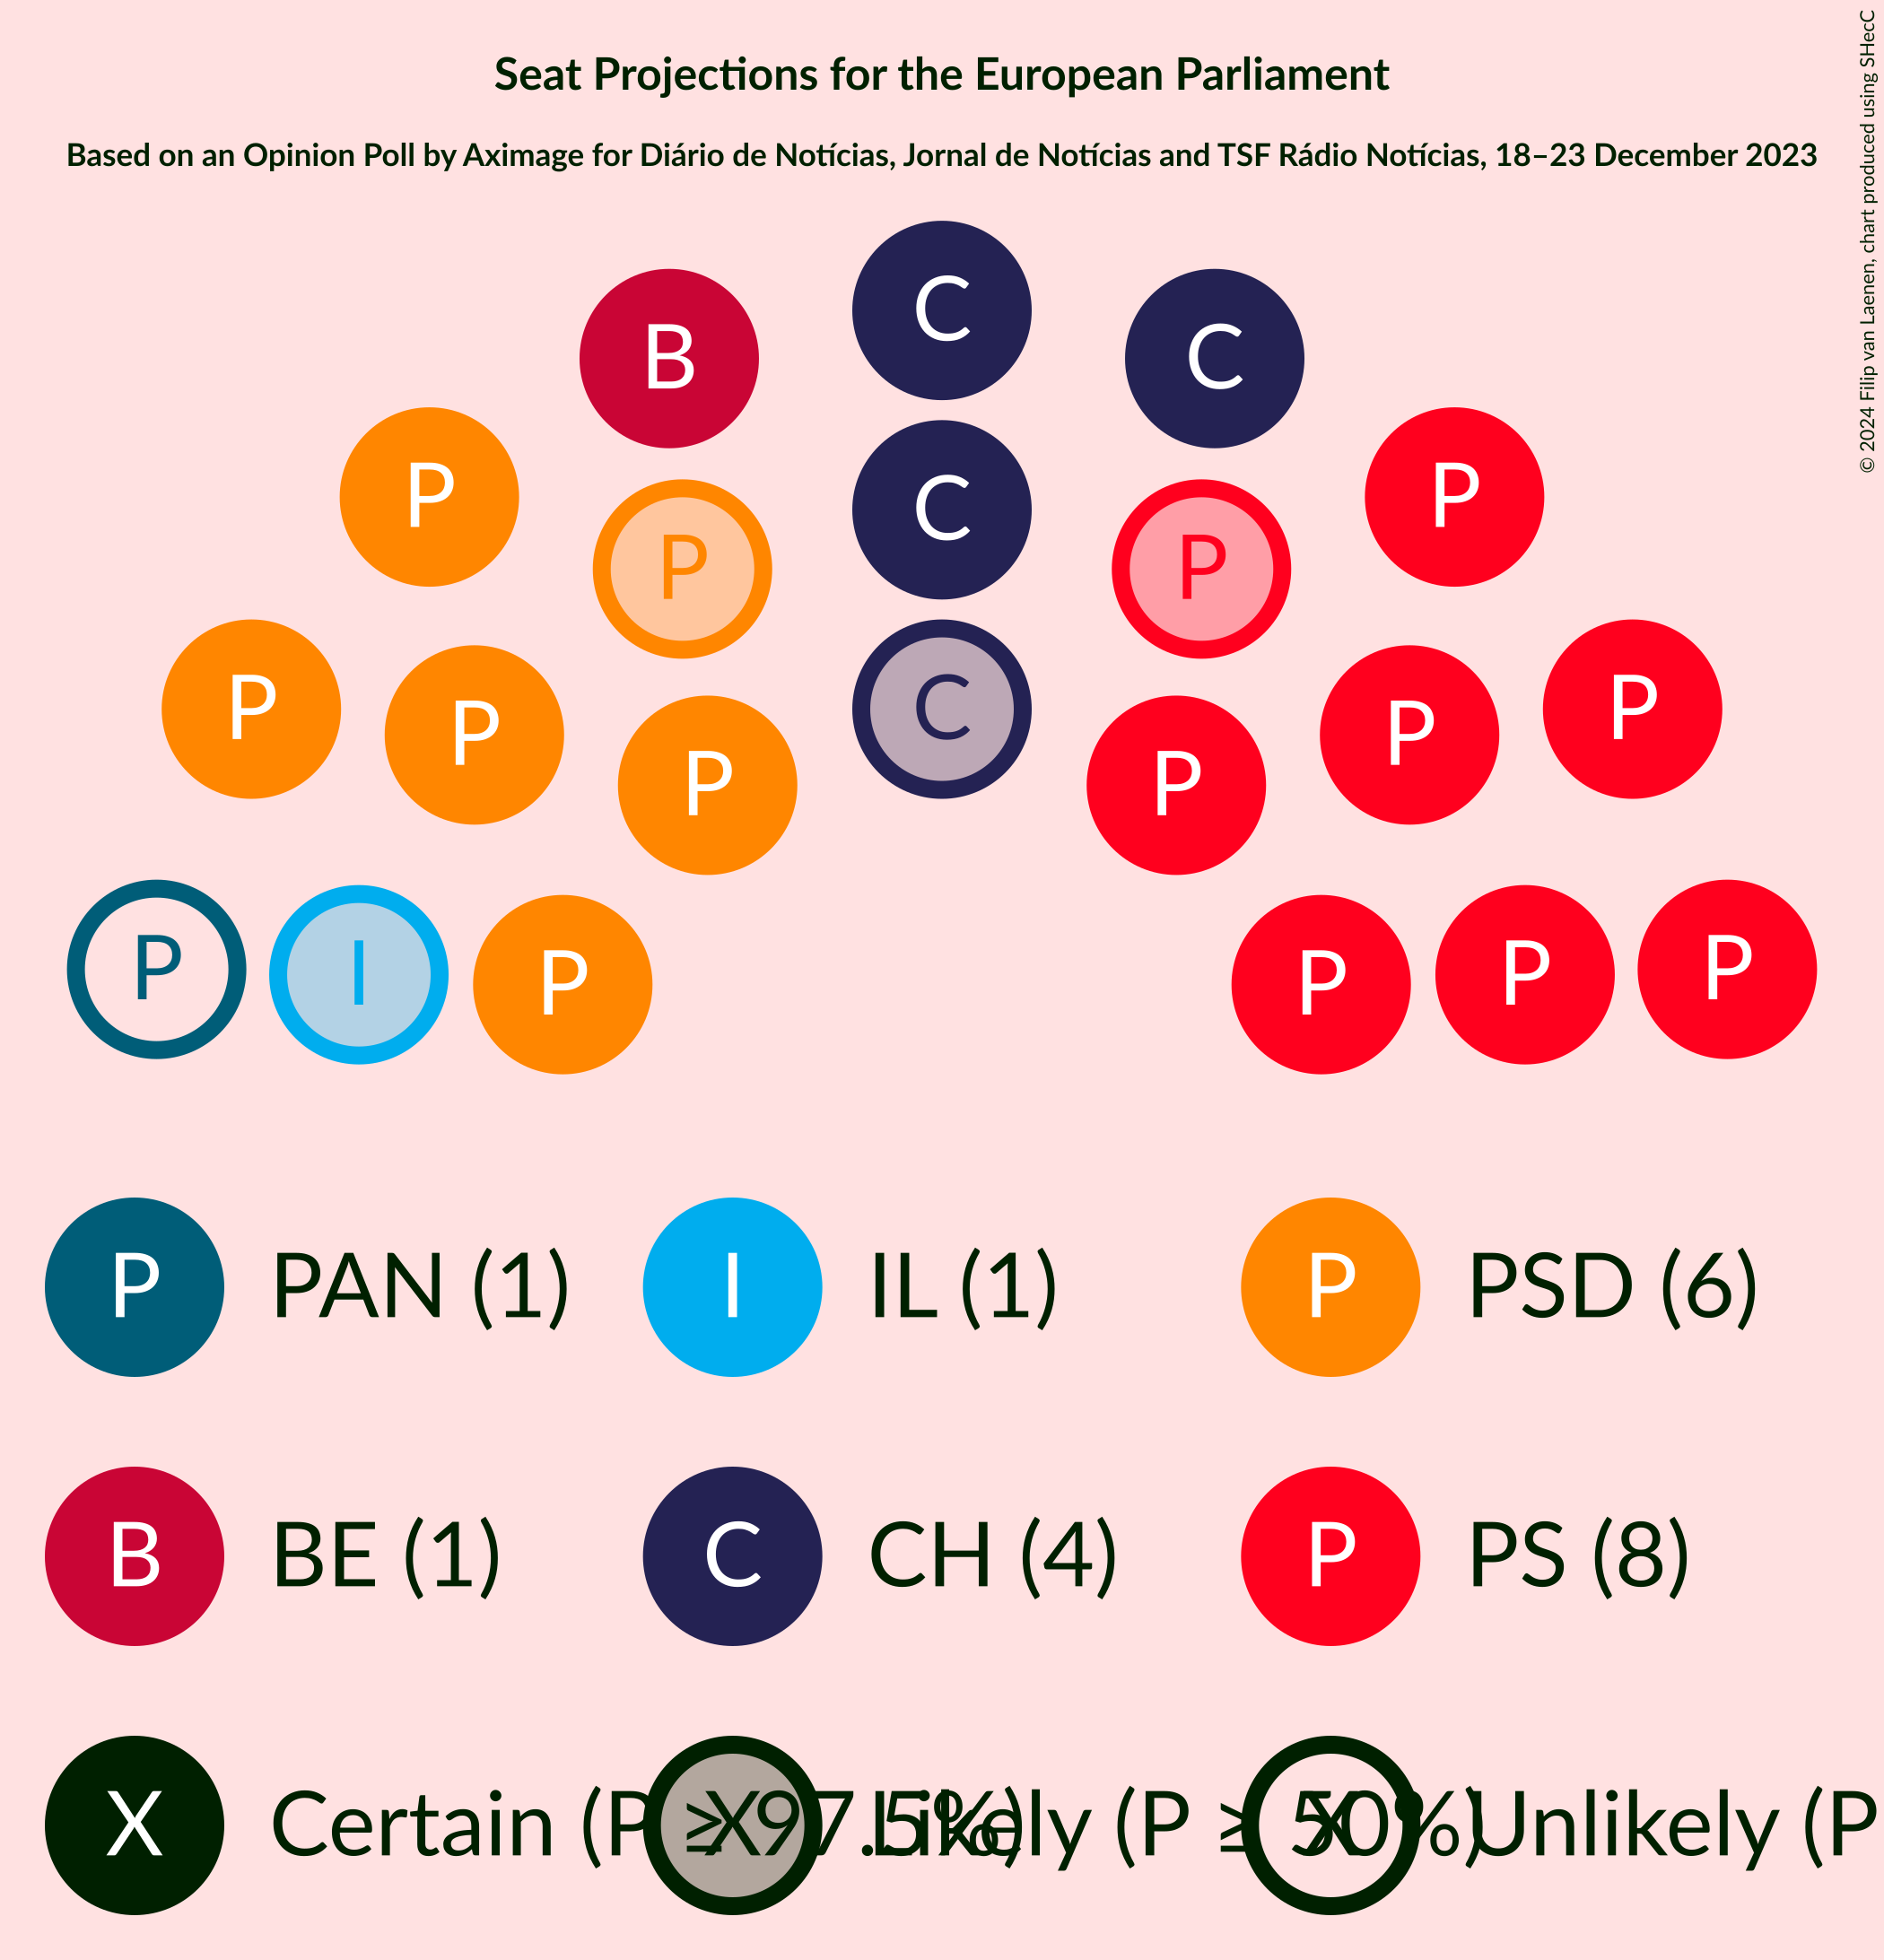 Seat Projections for the European Parliament
Based on an Opinion Poll by Aximage for Diário de Notícias, Jornal de Notícias and TSF Rádio Notícias, 18–23 December 2023
© 2024 Filip van Laenen, chart produced using SHecC
C
B C
C
P P
P P
P C P
P P P P
P I P P P P
P PAN (1) I IL (1) P PSD (6)
B BE (1) C CH (4) P PS (8)
X Certain (P ≥ 97.5%) X Likely (P ≥ 50%) X Unlikely (P